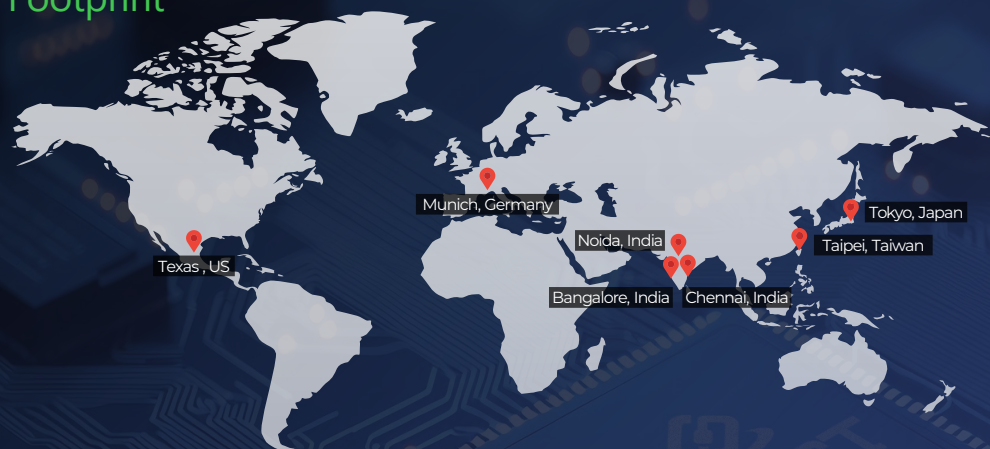 Footprint
Munich, Germany
Tokyo, Japan
Noida, India
Taipei, Taiwan
Texas , US
Bangalore, India
Chennai, India